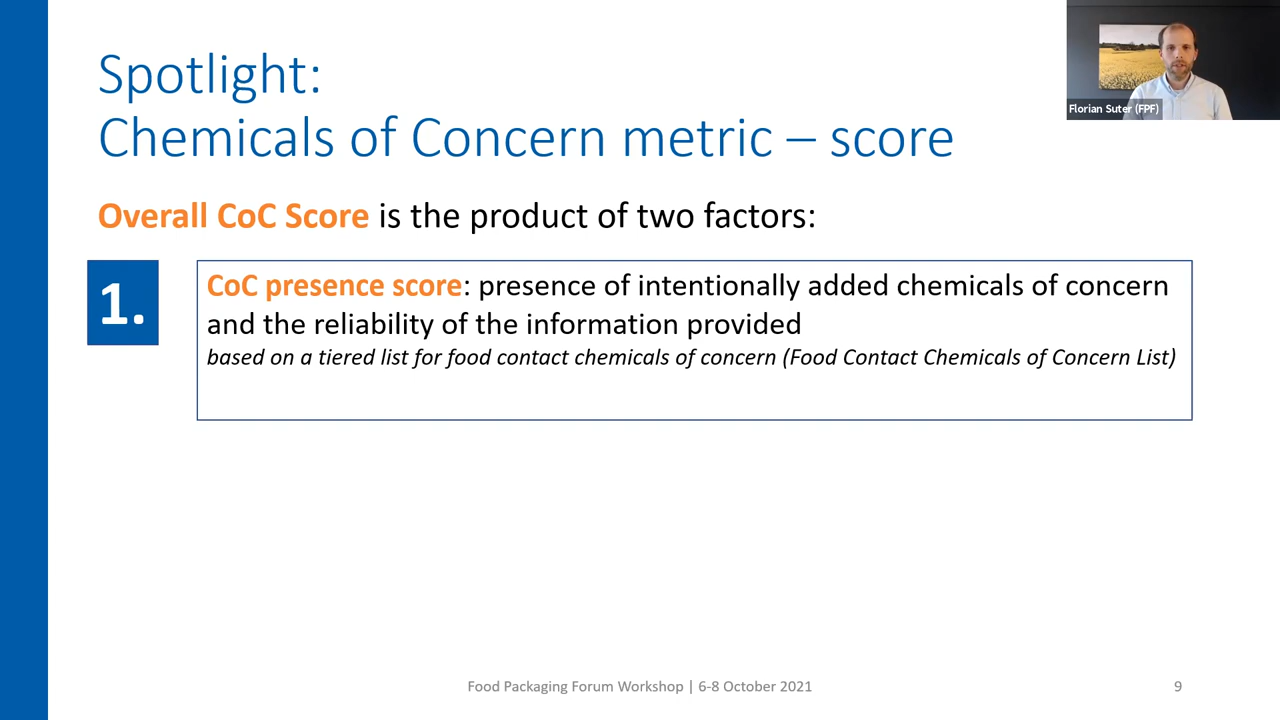 Spotlight:
Chemicals of Concern metric – score
Florian Suter (FPF)
Overall CoC Score is the product of two factors:
1.
CoC presence score: presence of intentionally added chemicals of concern
and the reliability of the information provided
based on a tiered list for food contact chemicals of concern (Food Contact Chemicals of Concern List)
Food Packaging Forum Workshop | 6-8 October 2021
9